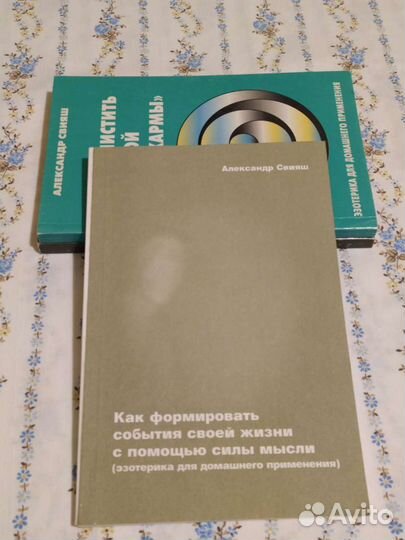 АЛЕКСАНДР СВИЯШ
ИСТИТЬ
ОЙ
КАРМЫ»
ЭЗОТЕРИКА ДЛЯ ДОМАШНЕГО ПРИМЕНЕНИЯ
Александр Свияш
Как формировать
события своей жизни
с помощью силы мысли
(эзотерика для домашнего применения)
Avito